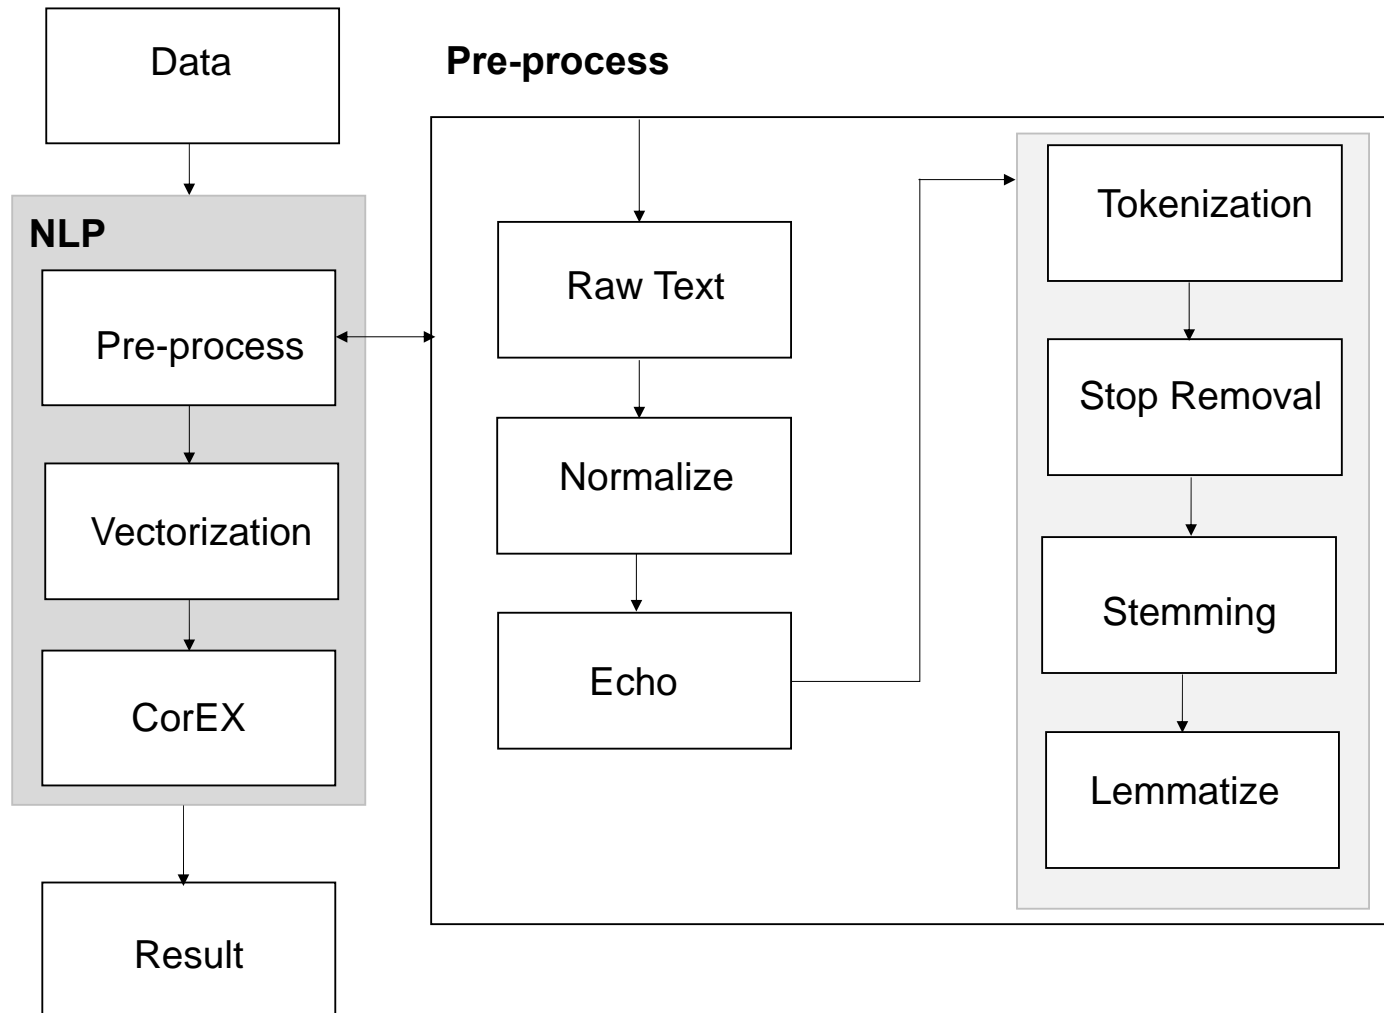 Data
NLP
Pre-process
Vectorization
CorEX
Result
Pre-process
Raw Text
Normalize
Echo
Tokenization
Stop Removal
Stemming
Lemmatize